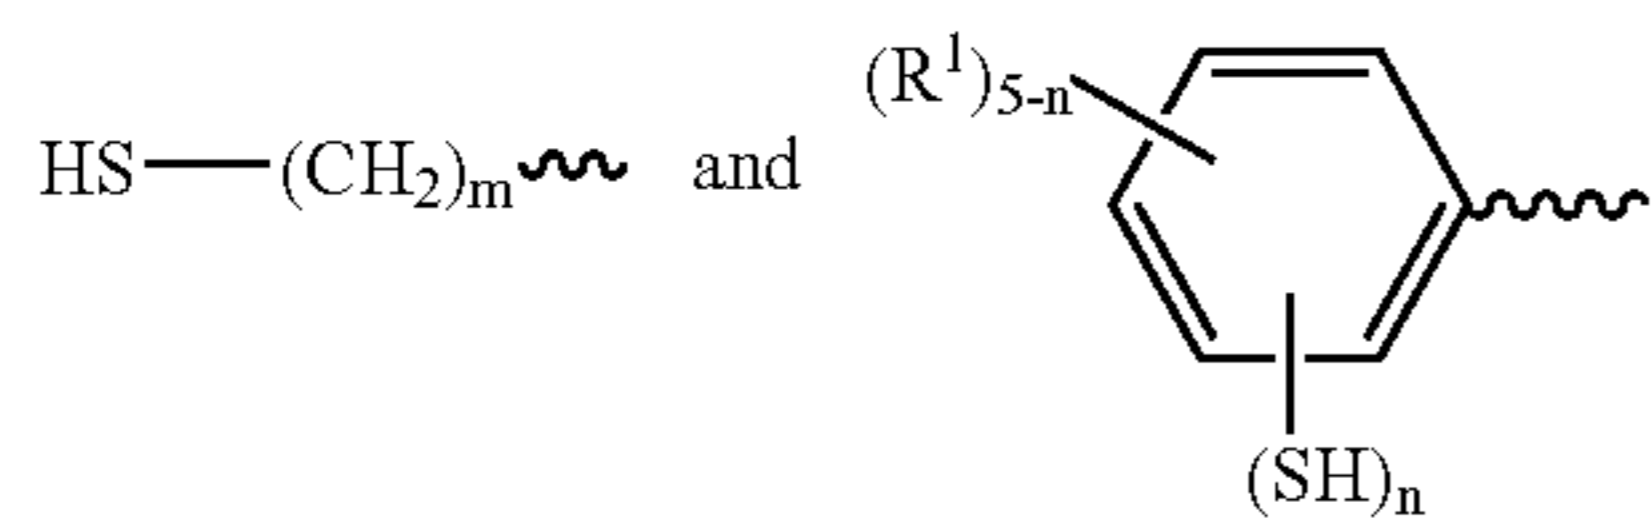 (R¹)₅₋ₙ
HS—(CH₂)ₘ and
(SH)ₙ